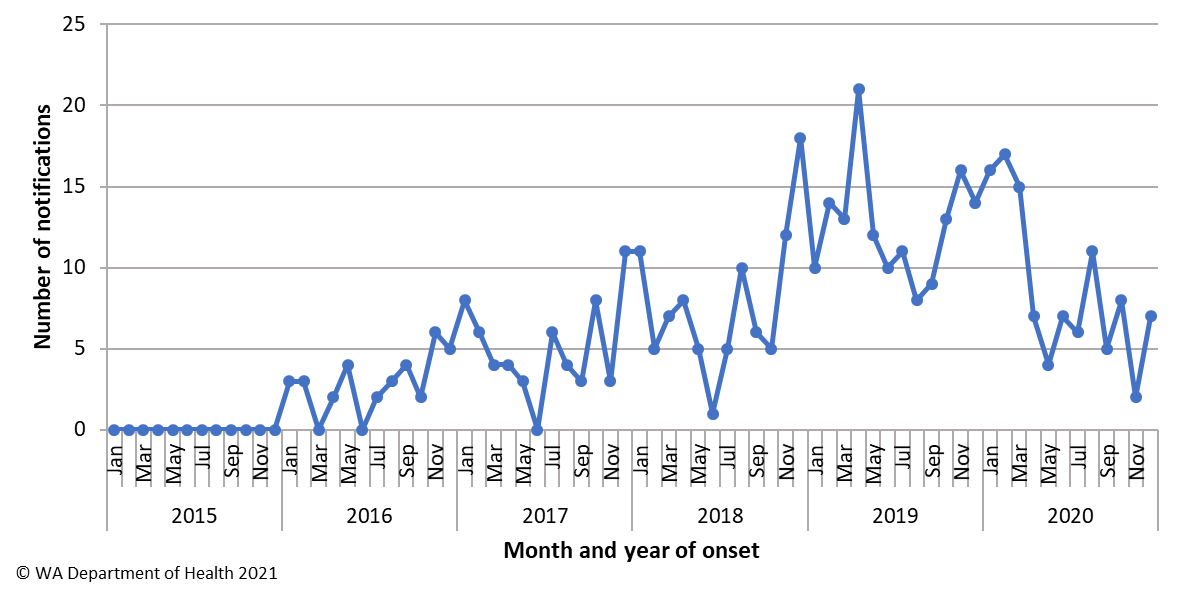 25
20
15
10
5
0
Number of notifications
Jan Mar May Jul Sep Nov Jan Mar May Jul Sep Nov Jan Mar May Jul Sep Nov Jan Mar May Jul Sep Nov Jan Mar May Jul Sep Nov Jan Mar May Jul Sep Nov
2015 2016 2017 2018 2019 2020
Month and year of onset
© WA Department of Health 2021